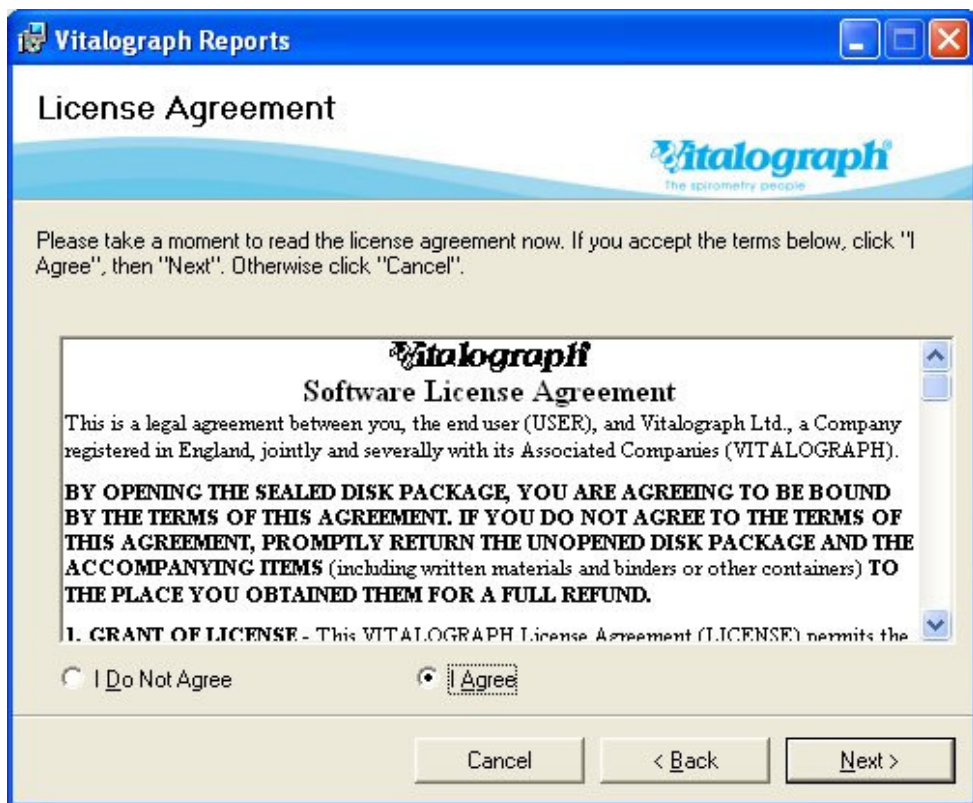 Vitalograph Reports
License Agreement
Vitalograph®
The spirometry people
Please take a moment to read the license agreement now. If you accept the terms below, click "I
Agree", then "Next". Otherwise click "Cancel".
Vitalograph®
Software License Agreement
This is a legal agreement between you, the end user (USER), and Vitalograph Ltd., a Company
registered in England, jointly and severally with its Associated Companies (VITALOGRAPH).
BY OPENING THE SEALED DISK PACKAGE, YOU ARE AGREEING TO BE BOUND
BY THE TERMS OF THIS AGREEMENT. IF YOU DO NOT AGREE TO THE TERMS OF
THIS AGREEMENT, PROMPTLY RETURN THE UNOPENED DISK PACKAGE AND THE
ACCOMPANYING ITEMS (including written materials and binders or other containers) TO
THE PLACE YOU OBTAINED THEM FOR A FULL REFUND.
1. GRANT OF LICENSE - This VITALOGRAPH License Agreement (LICENSE) permits the
I Do Not Agree
I Agree
Cancel
< Back
Next >